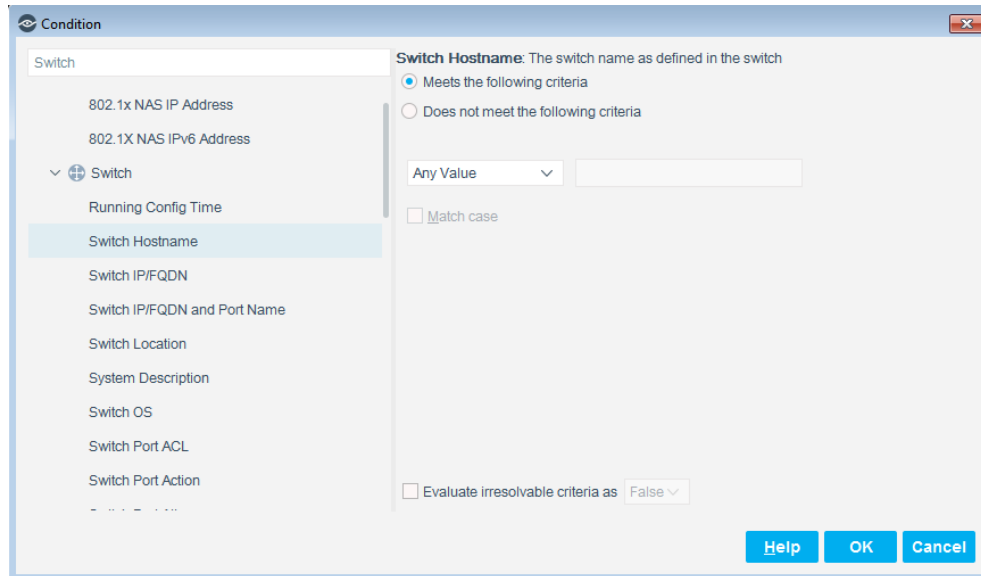 Condition
Switch
802.1x NAS IP Address
802.1X NAS IPv6 Address
Switch
Running Config Time
Switch Hostname
Switch IP/FQDN
Switch IP/FQDN and Port Name
Switch Location
System Description
Switch OS
Switch Port ACL
Switch Port Action
Switch Hostname: The switch name as defined in the switch
Meets the following criteria
Does not meet the following criteria
Any Value
Match case
Evaluate irresolvable criteria as False
Help OK Cancel